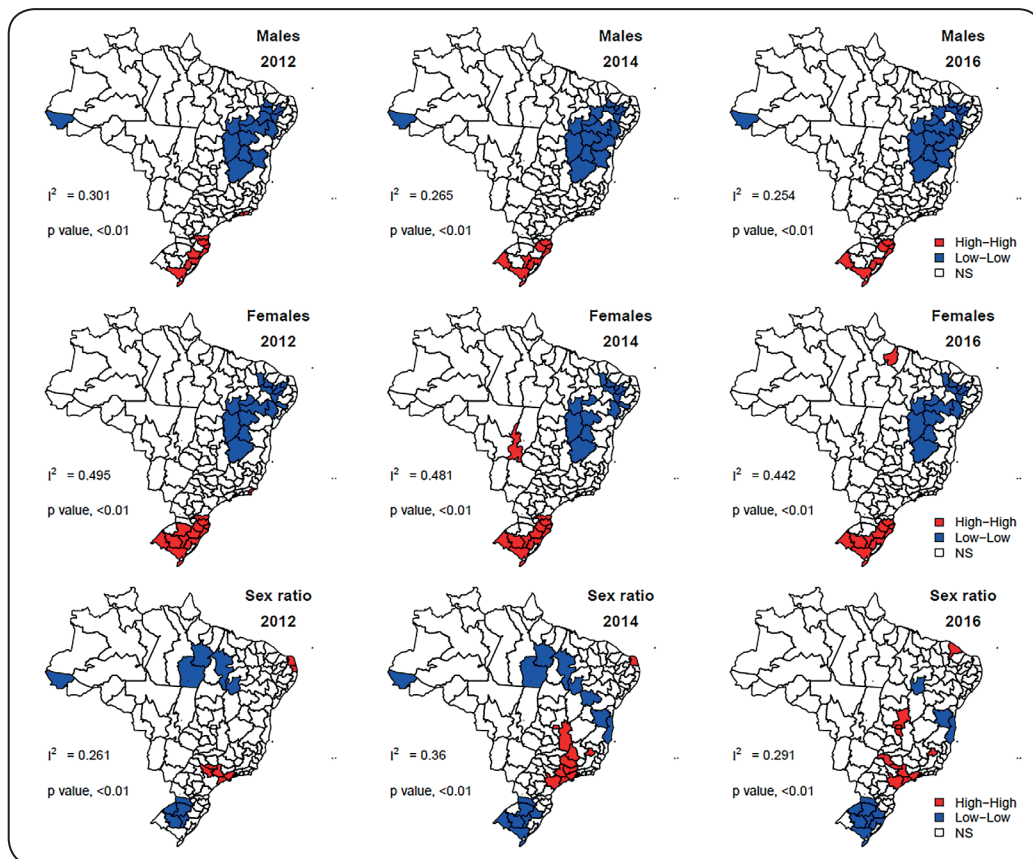 Males
2012
I² = 0.301
p value, <0.01
Males
2014
I² = 0.265
p value, <0.01
Males
2016
I² = 0.254
p value, <0.01
High−High
Low−Low
NS
Females
2012
I² = 0.495
p value, <0.01
Females
2014
I² = 0.481
p value, <0.01
Females
2016
I² = 0.442
p value, <0.01
High−High
Low−Low
NS
Sex ratio
2012
I² = 0.261
p value, <0.01
Sex ratio
2014
I² = 0.36
p value, <0.01
Sex ratio
2016
I² = 0.291
p value, <0.01
High−High
Low−Low
NS